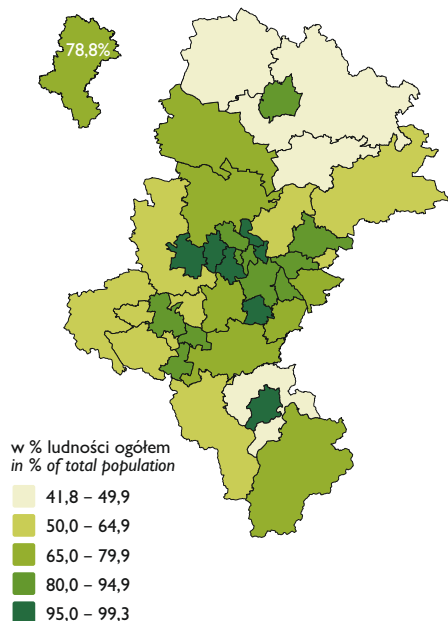 78,8%
w % ludności ogółem
in % of total population
41,8 – 49,9
50,0 – 64,9
65,0 – 79,9
80,0 – 94,9
95,0 – 99,3